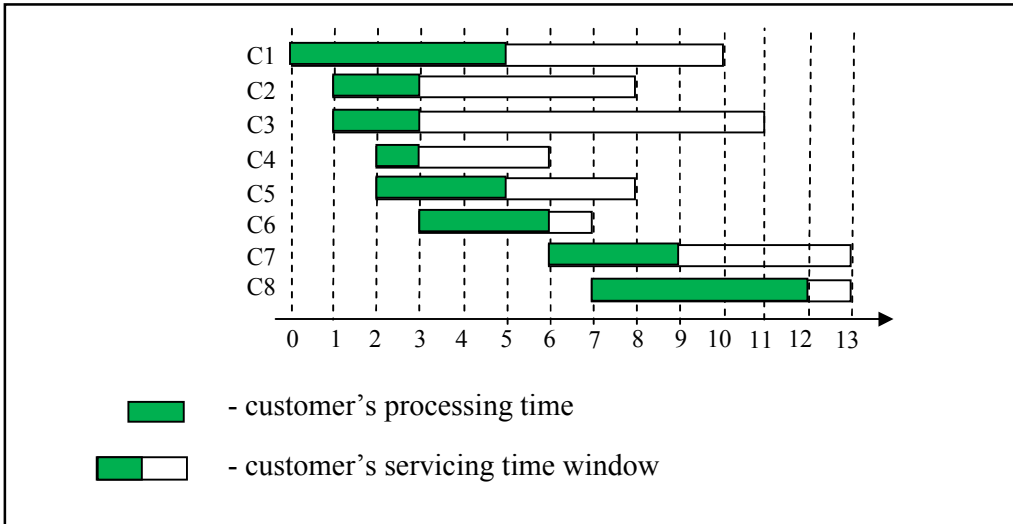 C1
C2
C3
C4
C5
C6
C7
C8
0 1 2 3 4 5 6 7 8 9 10 11 12 13
- customer’s processing time
- customer’s servicing time window